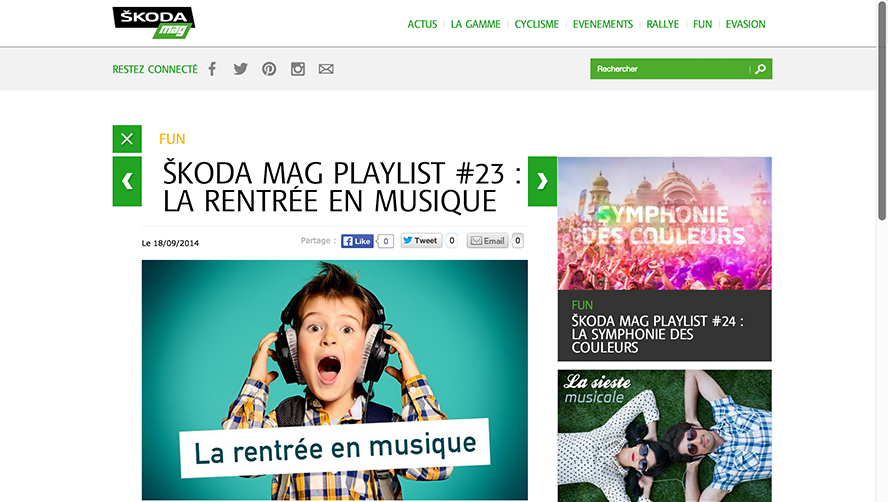 ŠKODA
mag
ACTUS
LA GAMME
CYCLISME
EVENEMENTS
RALLYE
FUN
EVASION
RESTEZ CONNECTÉ
Rechercher
FUN
ŠKODA MAG PLAYLIST #23 :
LA RENTRÉE EN MUSIQUE
Le 18/09/2014
Partage :
Like
0
Tweet
0
Email
0
La rentrée en musique
SYMPHONIE
DES COULEURS
FUN
ŠKODA MAG PLAYLIST #24 :
LA SYMPHONIE DES
COULEURS
La sieste
musicale